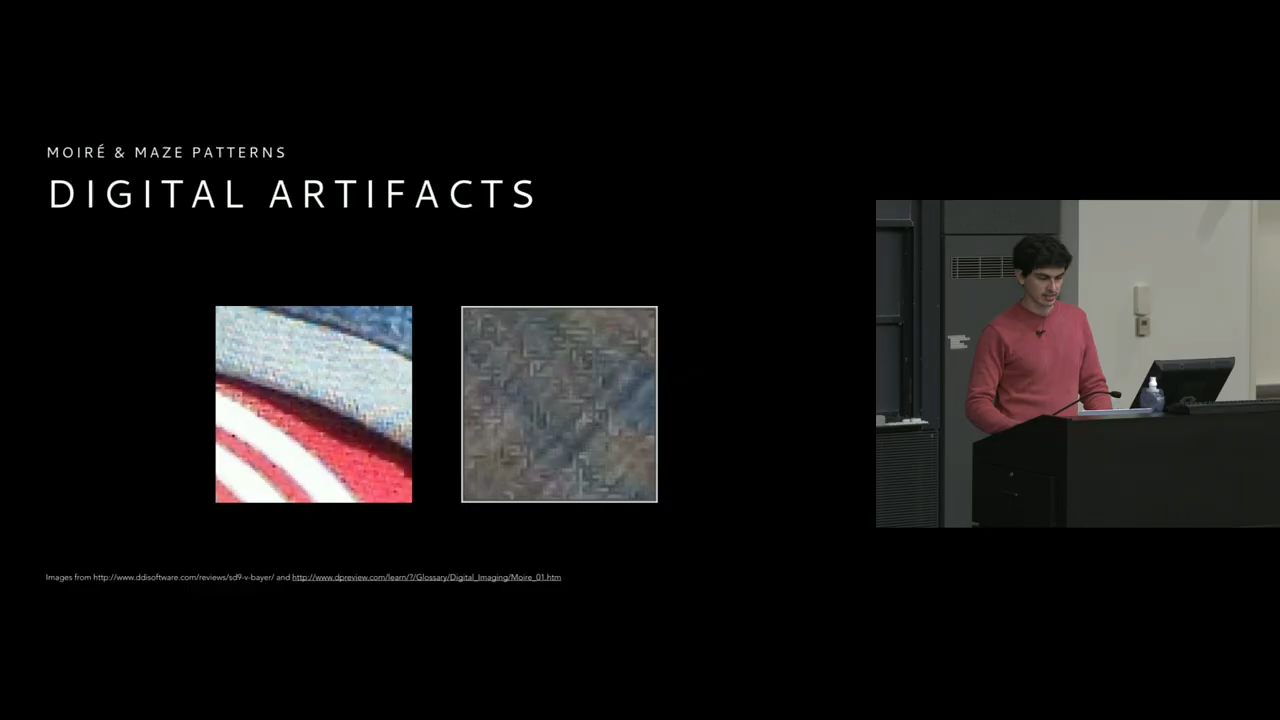 MOIRÉ & MAZE PATTERNS
DIGITAL ARTIFACTS
Images from http://www.ddisoftware.com/reviews/sd9-v-bayer/ and http://www.dpreview.com/learn/?/Glossary/Digital_Imaging/Moire_01.htm